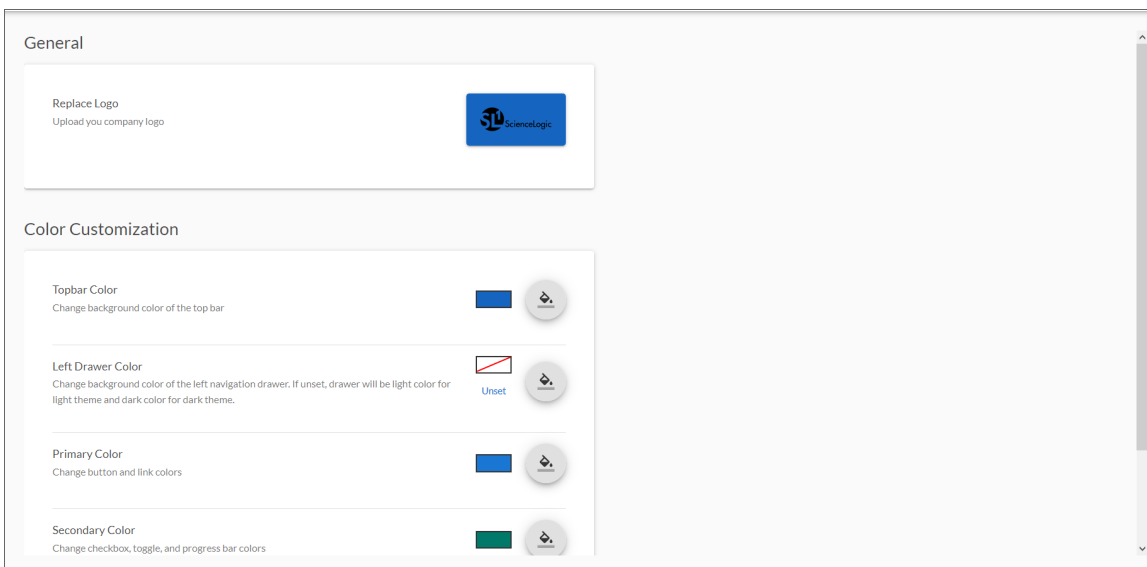 General
Replace Logo
Upload you company logo
SL1
ScienceLogic
Color Customization
Topbar Color
Change background color of the top bar
Left Drawer Color
Change background color of the left navigation drawer. If unset, drawer will be light color for
light theme and dark color for dark theme.
Unset
Primary Color
Change button and link colors
Secondary Color
Change checkbox, toggle, and progress bar colors